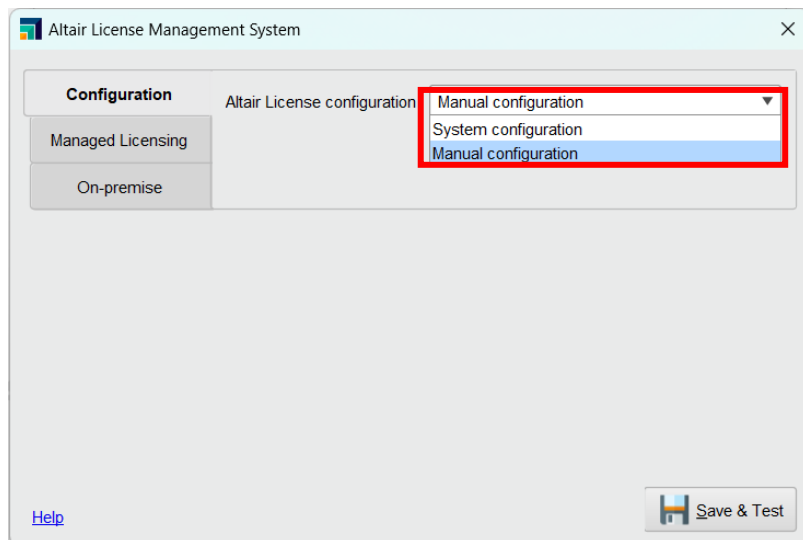 Altair License Management System
Configuration
Altair License configuration
Manual configuration
System configuration
Manual configuration
Managed Licensing
On-premise
Help
Save & Test